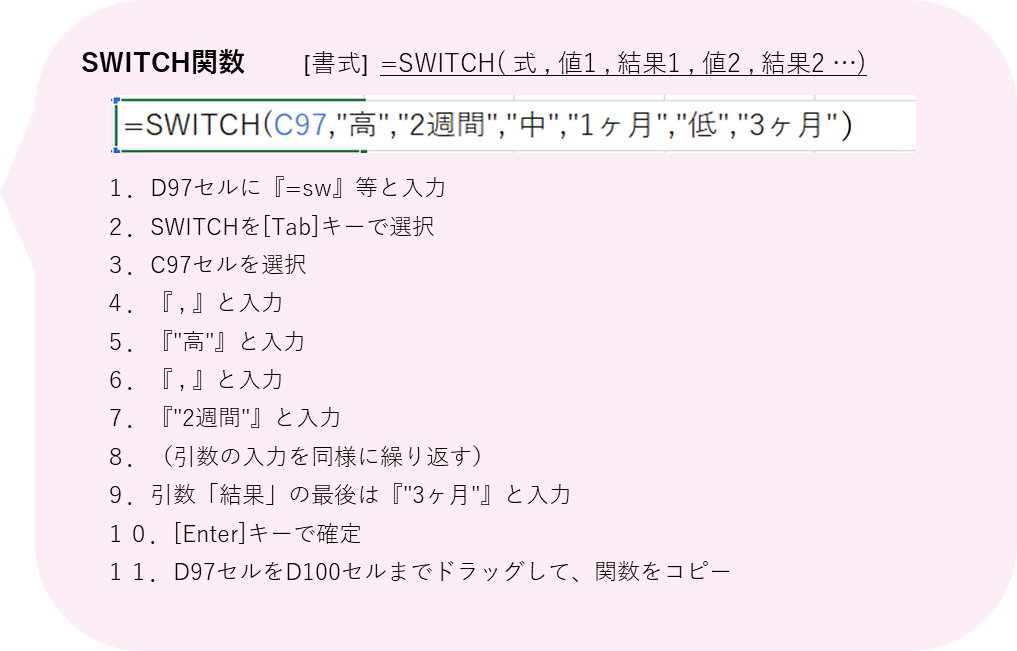 SWITCH関数 [書式] =SWITCH( 式 , 値1 , 結果1 , 値2 , 結果2 …)
=SWITCH(C97,"高","2週間","中","1ヶ月","低","3ヶ月")
１．D97セルに『=sw』等と入力
２．SWITCHを[Tab]キーで選択
３．C97セルを選択
４．『 , 』と入力
５．『"高"』と入力
６．『 , 』と入力
７．『"2週間"』と入力
８．（引数の入力を同様に繰り返す）
９．引数「結果」の最後は『"3ヶ月"』と入力
１０．[Enter]キーで確定
１１．D97セルをD100セルまでドラッグして、関数をコピー